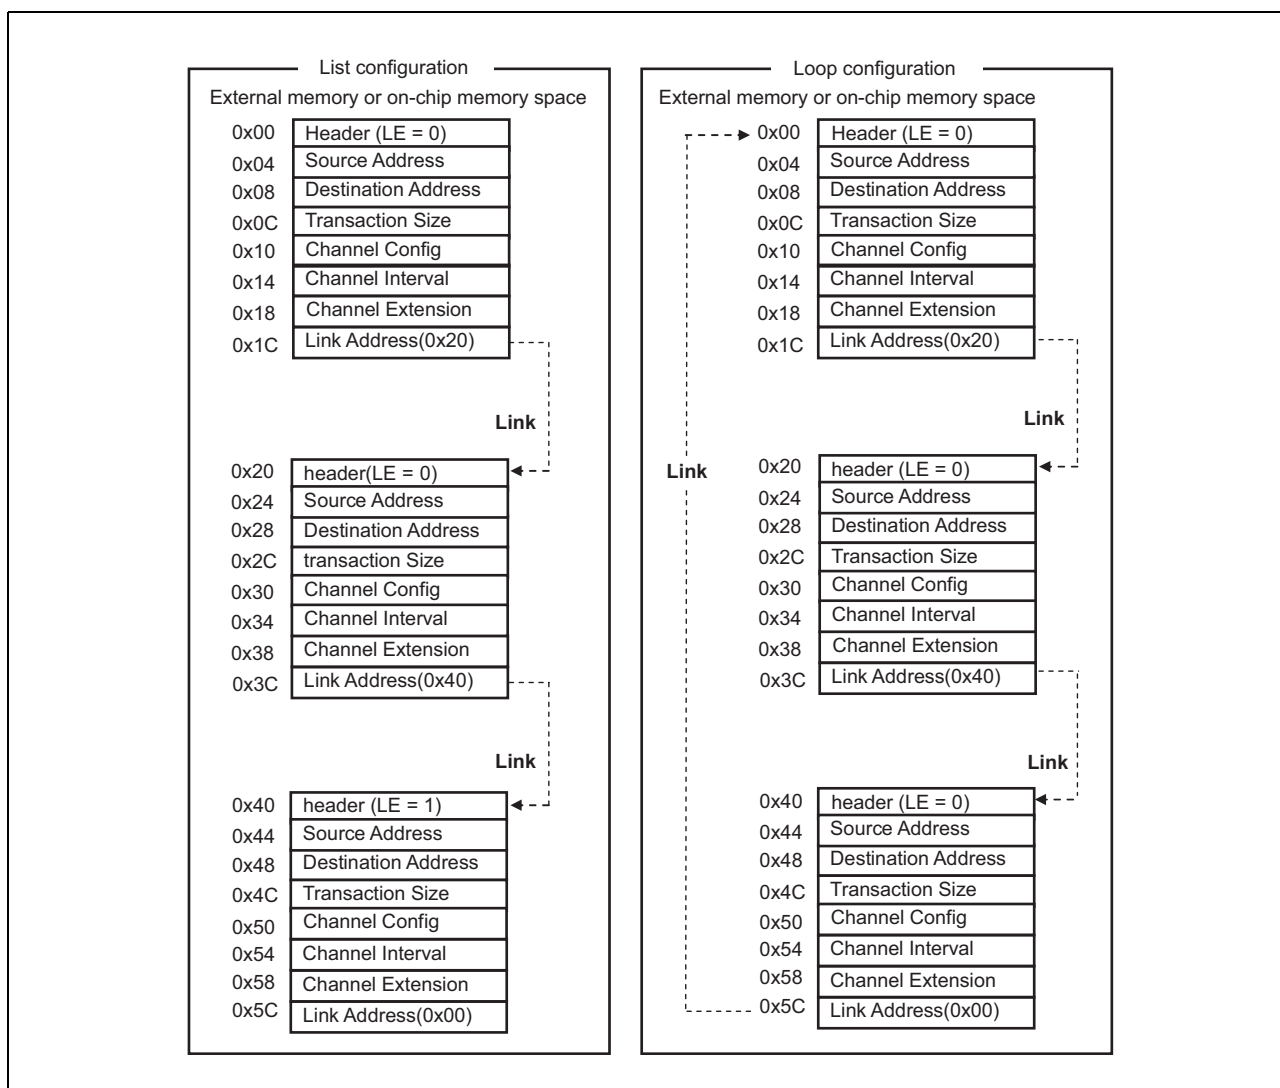 List configuration
External memory or on-chip memory space
0x00 Header (LE = 0)
0x04 Source Address
0x08 Destination Address
0x0C Transaction Size
0x10 Channel Config
0x14 Channel Interval
0x18 Channel Extension
0x1C Link Address(0x20)
Link
0x20 header(LE = 0)
0x24 Source Address
0x28 Destination Address
0x2C transaction Size
0x30 Channel Config
0x34 Channel Interval
0x38 Channel Extension
0x3C Link Address(0x40)
Link
0x40 header (LE = 1)
0x44 Source Address
0x48 Destination Address
0x4C Transaction Size
0x50 Channel Config
0x54 Channel Interval
0x58 Channel Extension
0x5C Link Address(0x00)
Loop configuration
External memory or on-chip memory space
0x00 Header (LE = 0)
0x04 Source Address
0x08 Destination Address
0x0C Transaction Size
0x10 Channel Config
0x14 Channel Interval
0x18 Channel Extension
0x1C Link Address(0x20)
Link
Link
0x20 header (LE = 0)
0x24 Source Address
0x28 Destination Address
0x2C Transaction Size
0x30 Channel Config
0x34 Channel Interval
0x38 Channel Extension
0x3C Link Address(0x40)
Link
0x40 header (LE = 0)
0x44 Source Address
0x48 Destination Address
0x4C Transaction Size
0x50 Channel Config
0x54 Channel Interval
0x58 Channel Extension
0x5C Link Address(0x00)